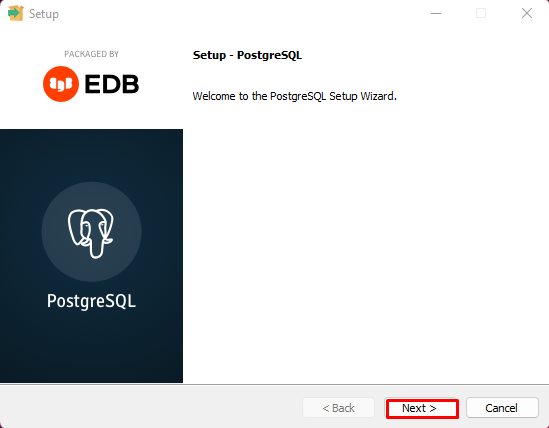 Setup
PACKAGED BY
EDB
Setup - PostgreSQL
Welcome to the PostgreSQL Setup Wizard.
PostgreSQL
< Back
Next >
Cancel